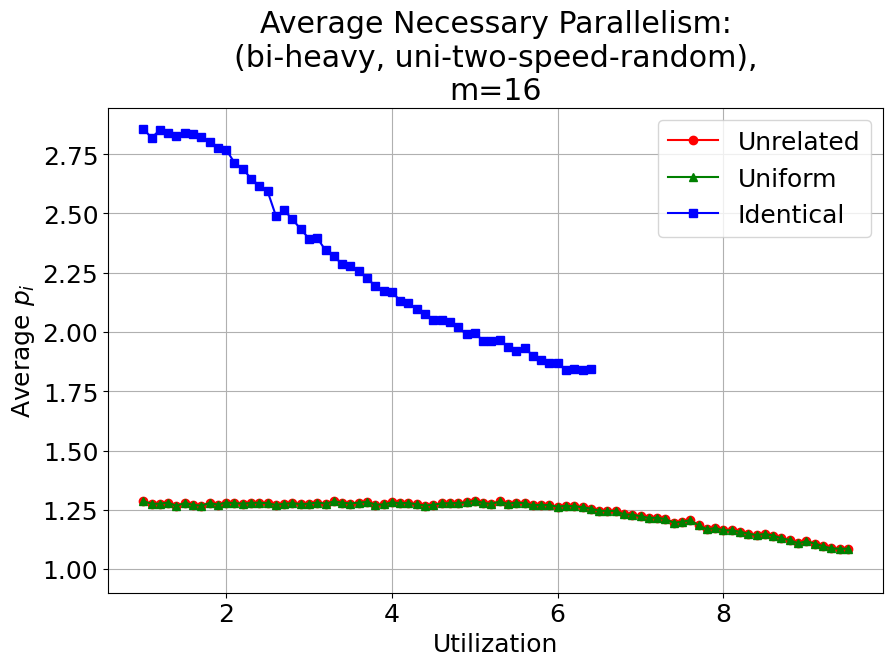 Average Necessary Parallelism:
(bi-heavy, uni-two-speed-random),
m=16
Unrelated
Uniform
Identical
Average p_i
2.75
2.50
2.25
2.00
1.75
1.50
1.25
1.00
2 4 6 8
Utilization